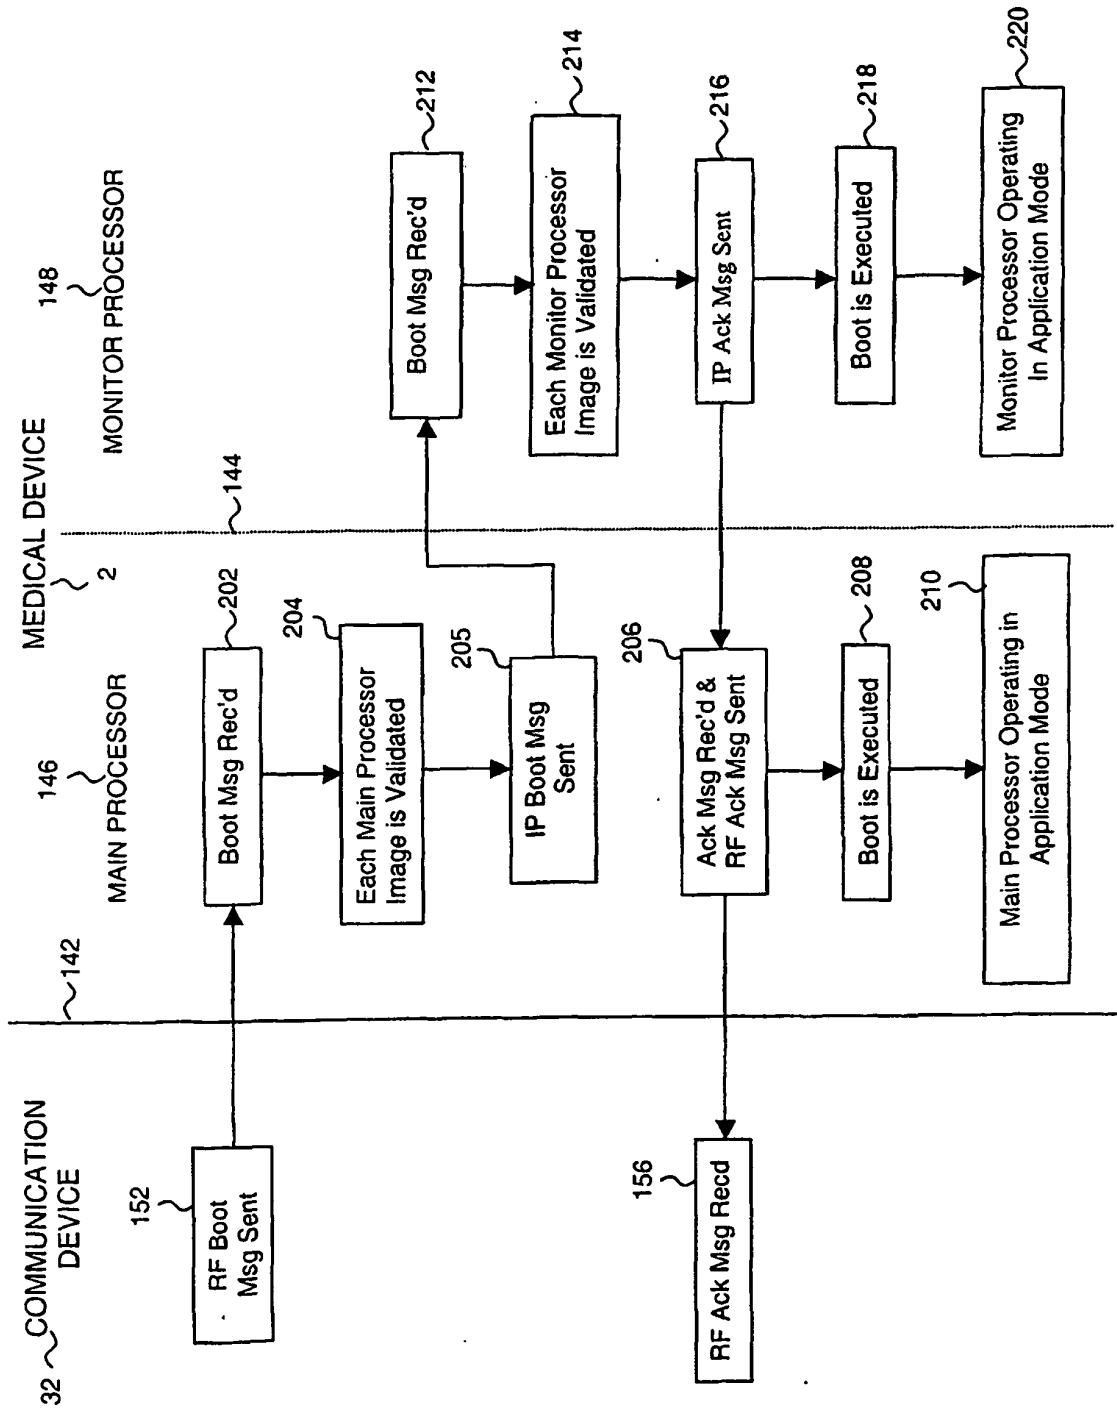 MEDICAL DEVICE
2
32
COMMUNICATION
DEVICE
142
146
MAIN PROCESSOR
144
148
MONITOR PROCESSOR
152
RF Boot
Msg Sent
202
Boot Msg Rec'd
204
Each Main Processor
Image is Validated
205
IP Boot Msg
Sent
212
Boot Msg Rec'd
214
Each Monitor Processor
Image is Validated
216
IP Ack Msg Sent
206
Ack Msg Rec'd &
RF Ack Msg Sent
156
RF Ack Msg Recd
208
Boot is Executed
218
Boot is Executed
210
Main Processor Operating in
Application Mode
220
Monitor Processor Operating
In Application Mode